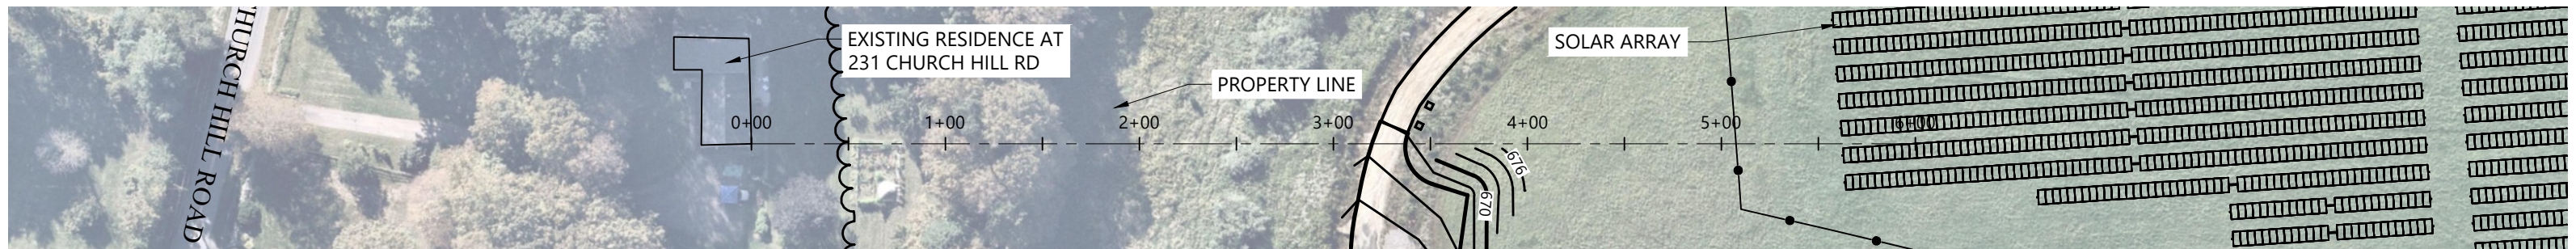 CHURCH HILL ROAD
EXISTING RESIDENCE AT
231 CHURCH HILL RD
PROPERTY LINE
SOLAR ARRAY
0+00
1+00
2+00
3+00
4+00
5+00
6+00
676
670